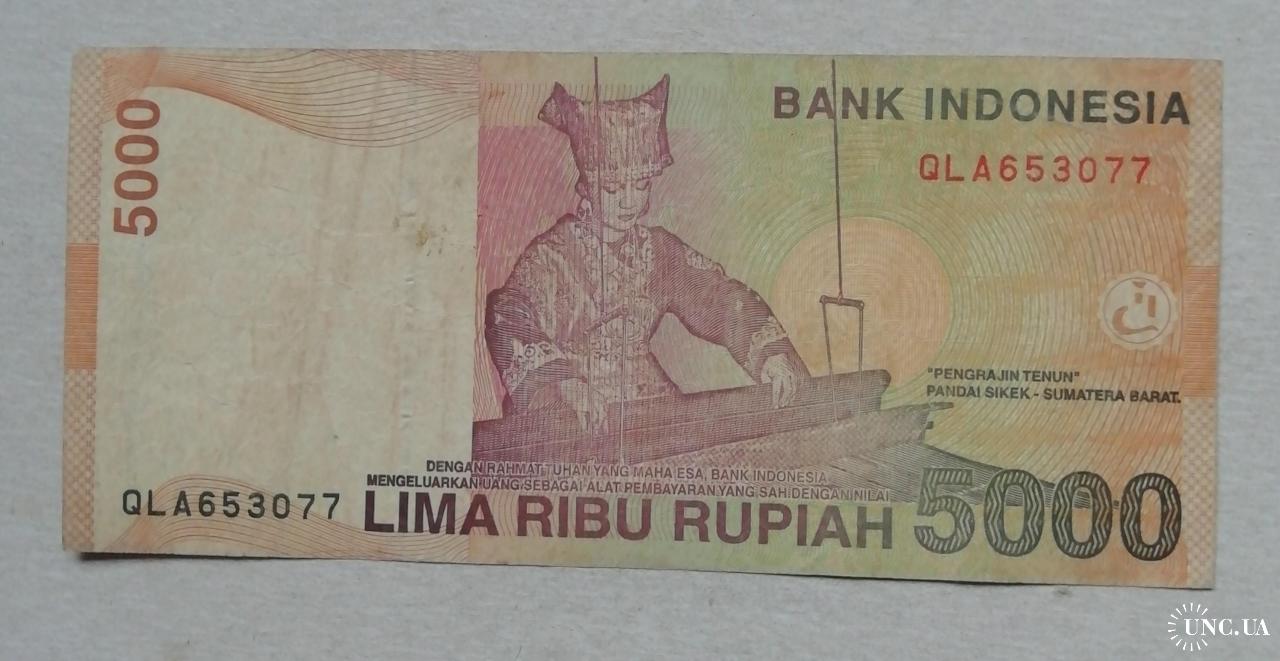 5000
BANK INDONESIA
QLA653077
"PENGRAJIN TENUN"
PANDAI SIKEK - SUMATERA BARAT.
DENGAN RAHMAT TUHAN YANG MAHA ESA, BANK INDONESIA
MENGELUARKAN UANG SEBAGAI ALAT PEMBAYARAN YANG SAH DENGAN NILAI
QLA653077
LIMA RIBU RUPIAH 5000
UNC.UA